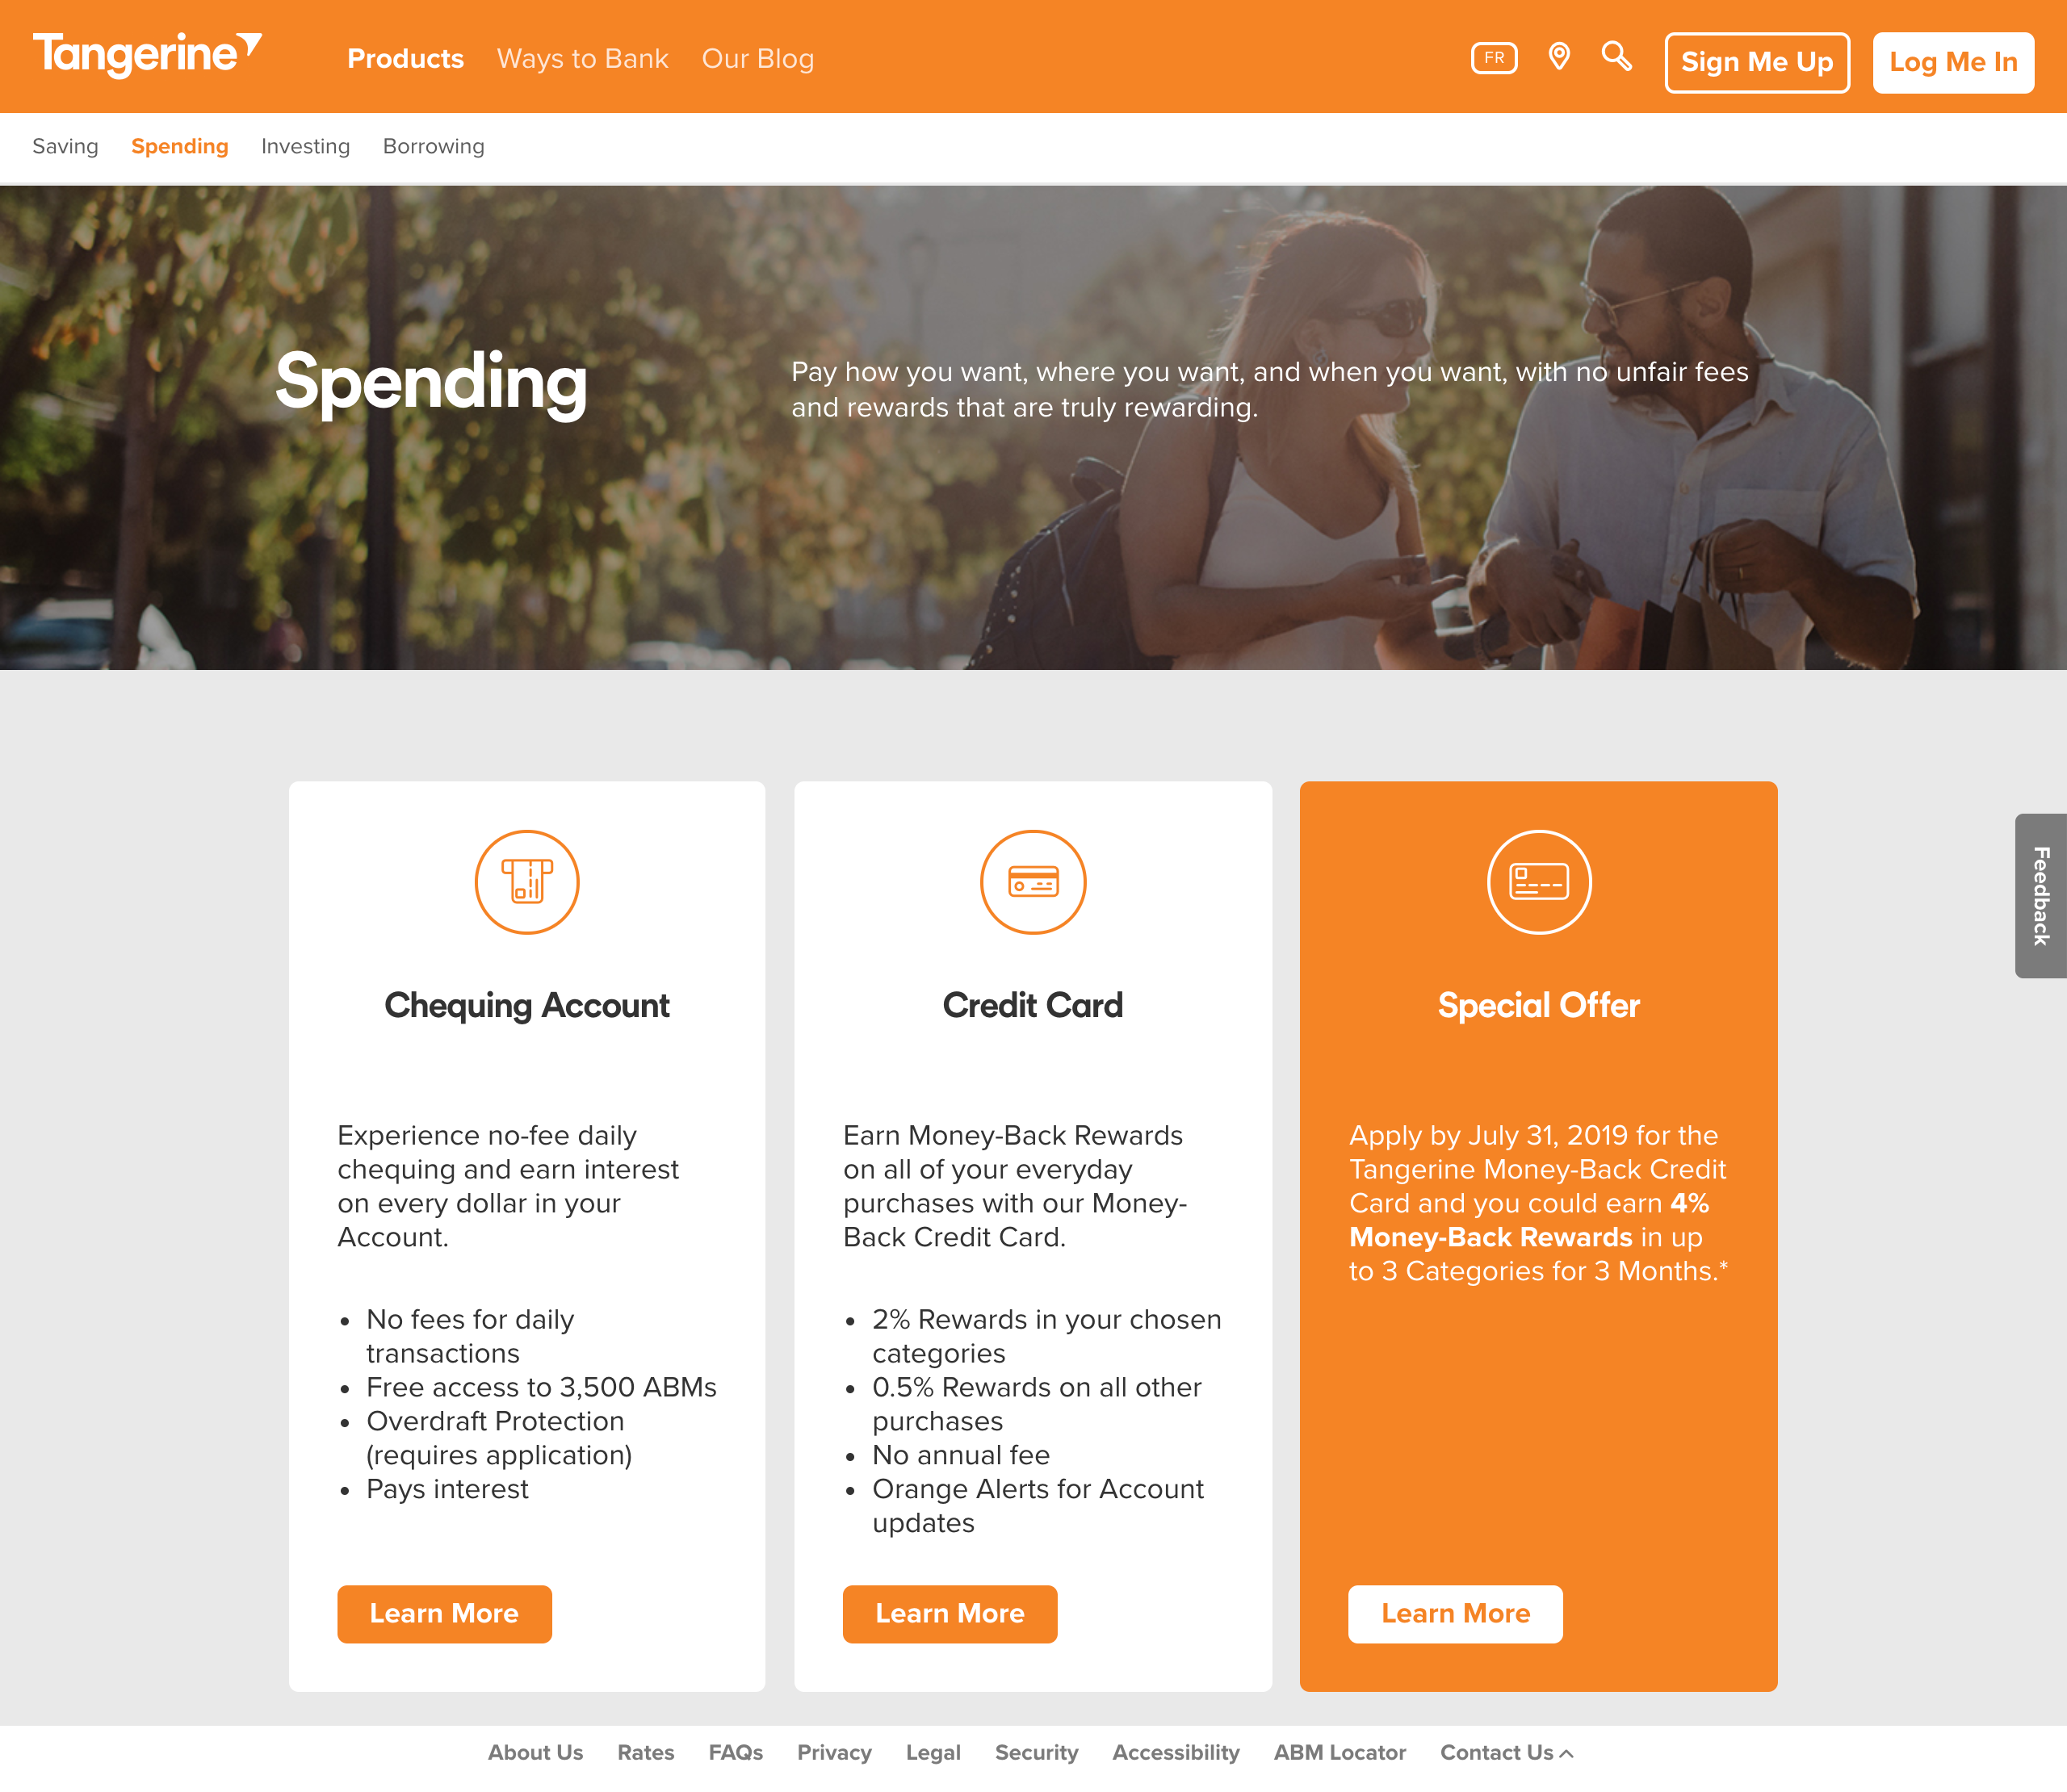 Tangerine
Products Ways to Bank Our Blog
FR
Sign Me Up
Log Me In
Saving Spending Investing Borrowing
Spending
Pay how you want, where you want, and when you want, with no unfair fees
and rewards that are truly rewarding.
Chequing Account
Experience no-fee daily
chequing and earn interest
on every dollar in your
Account.
• No fees for daily
transactions
• Free access to 3,500 ABMs
• Overdraft Protection
(requires application)
• Pays interest
Learn More
Credit Card
Earn Money-Back Rewards
on all of your everyday
purchases with our Money-
Back Credit Card.
• 2% Rewards in your chosen
categories
• 0.5% Rewards on all other
purchases
• No annual fee
• Orange Alerts for Account
updates
Learn More
Special Offer
Apply by July 31, 2019 for the
Tangerine Money-Back Credit
Card and you could earn 4%
Money-Back Rewards in up
to 3 Categories for 3 Months.*
Learn More
Feedback
About Us Rates FAQs Privacy Legal Security Accessibility ABM Locator Contact Us